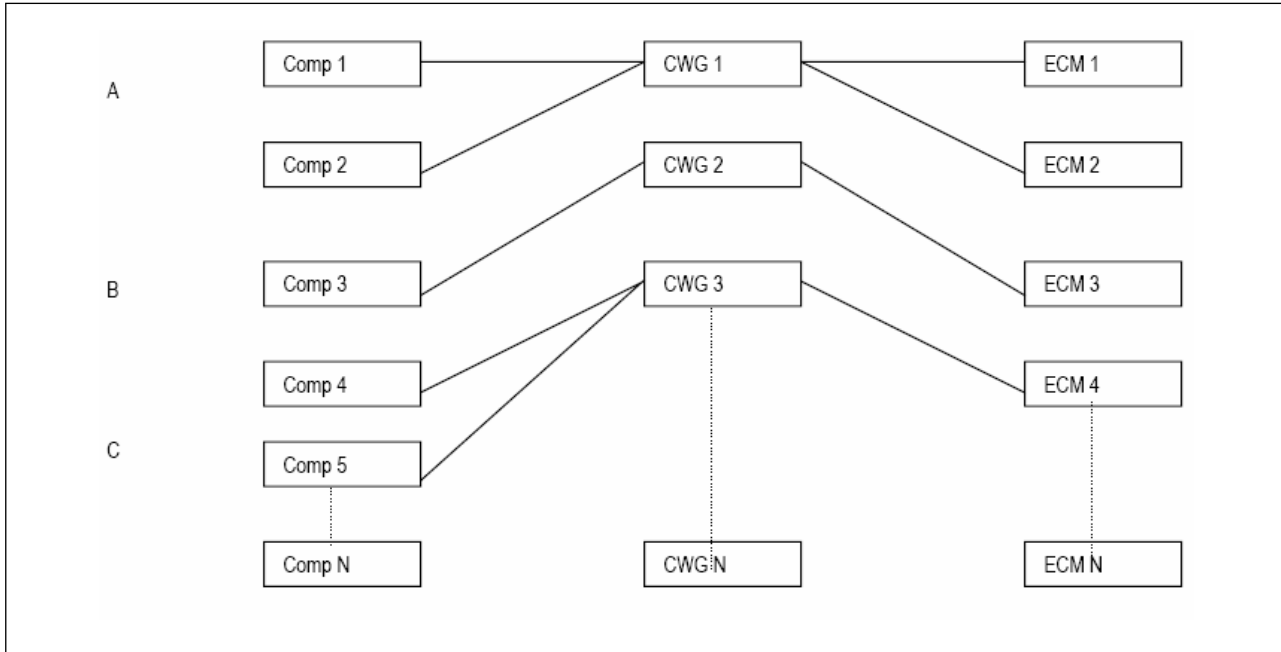 Comp 1 CWG 1 ECM 1
A
Comp 2 CWG 2 ECM 2
B Comp 3 CWG 3 ECM 3
Comp 4 ECM 4
C
Comp 5
Comp N CWG N ECM N